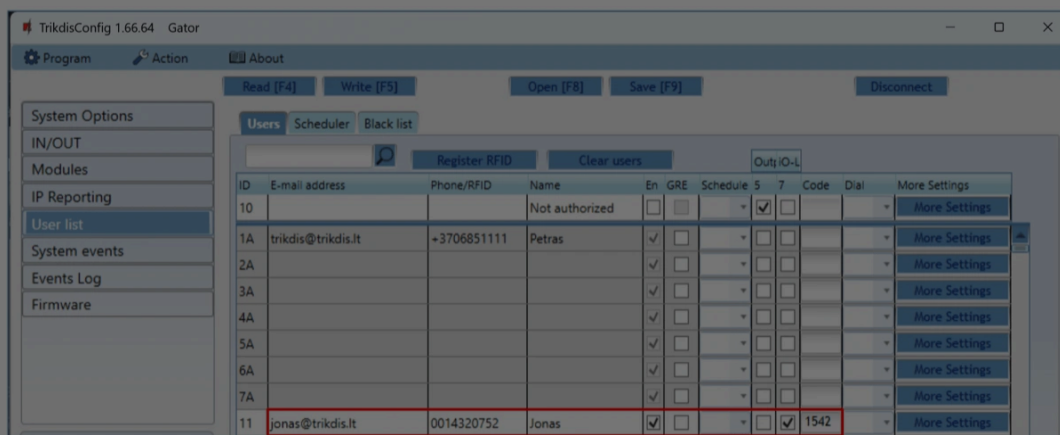 TrikdisConfig 1.66.64 Gator
Program Action About
Read [F4] Write [F5] Open [F8] Save [F9] Disconnect
System Options
IN/OUT
Modules
IP Reporting
User list
System events
Events Log
Firmware
Users Scheduler Black list
Register RFID Clear users Outp IO-L
ID E-mail address Phone/RFID Name En GRE Schedule 5 7 Code Dial More Settings
10 Not authorized More Settings
1A trikdis@trikdis.lt +3706851111 Petras More Settings
2A More Settings
3A More Settings
4A More Settings
5A More Settings
6A More Settings
7A More Settings
11 jonas@trikdis.lt 0014320752 Jonas 1542 More Settings